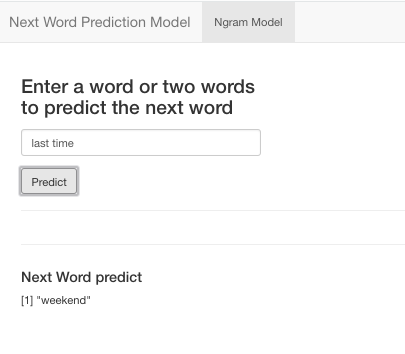 Next Word Prediction Model Ngram Model
Enter a word or two words
to predict the next word
last time
Predict
Next Word predict
[1] "weekend"